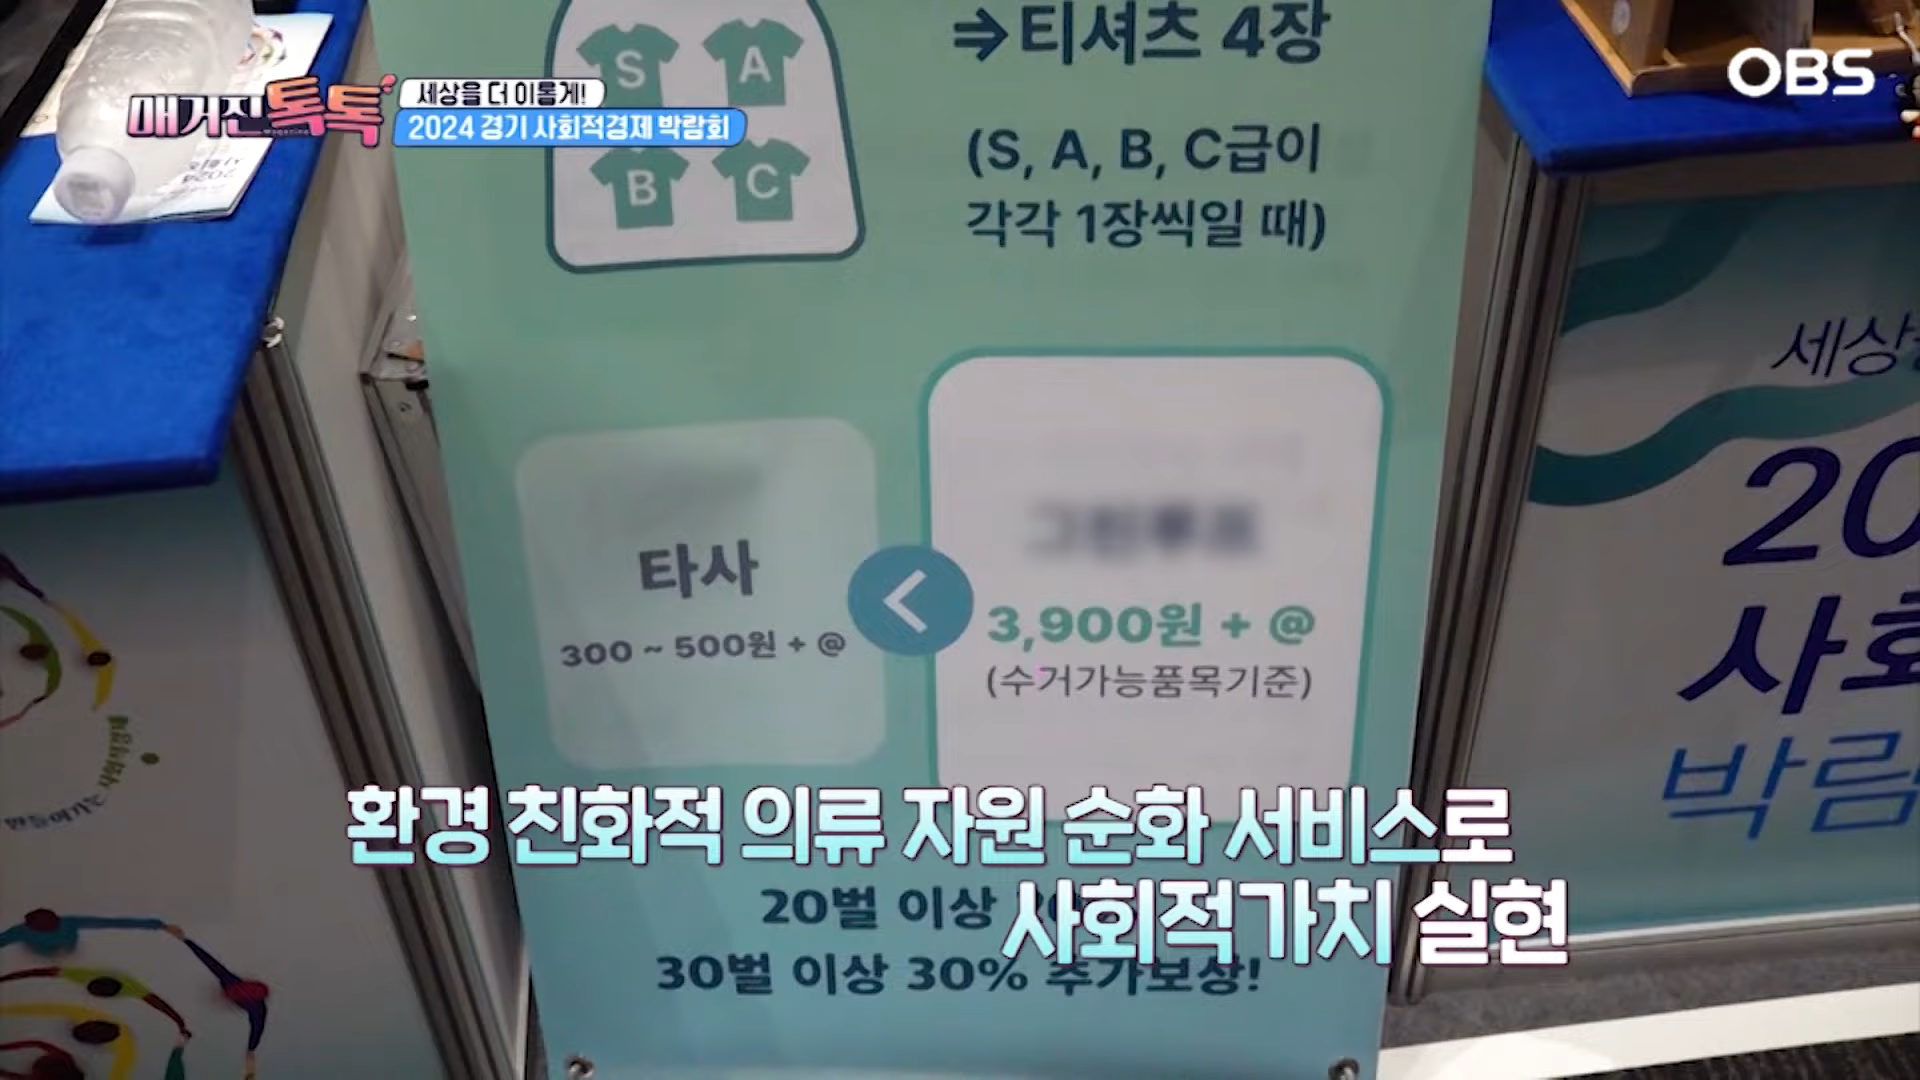 매거진 톡톡
magazine
세상을 더 이롭게!
2024 경기 사회적경제 박람회
OBS
S A
B C
⇒티셔츠 4장
(S, A, B, C급이
각각 1장씩일 때)
타사
300 ~ 500원 + @
<
3,900원 + @
(수거가능품목기준)
세상
20
사회
박람
환경 친화적 의류 자원 순화 서비스로
사회적가치 실현
20벌 이상
30벌 이상 30% 추가보상!